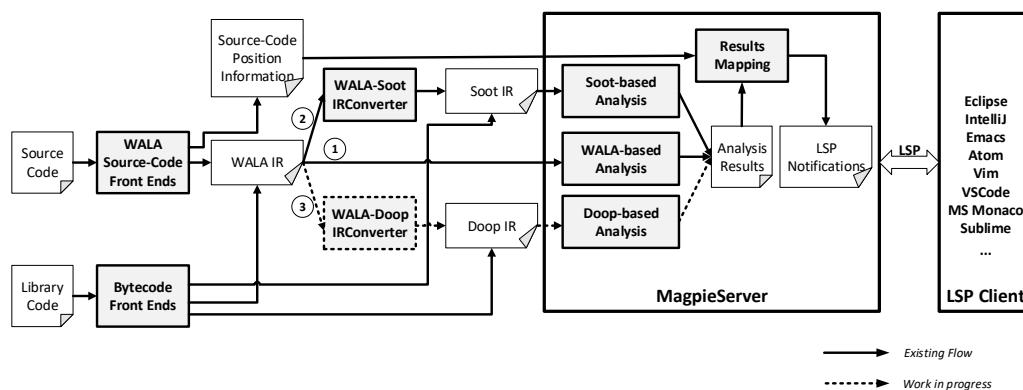 Source-Code
Position
Information
WALA-Soot
IRConverter
Soot IR
Soot-based
Analysis
Results
Mapping
Source
Code
WALA
Source-Code
Front Ends
WALA IR
2
1
3
WALA-based
Analysis
Analysis
Results
LSP
Notifications
LSP
Eclipse
IntelliJ
Emacs
Atom
Vim
VSCode
MS Monaco
Sublime
...
WALA-Doop
IRConverter
Doop IR
Doop-based
Analysis
Library
Code
Bytecode
Front Ends
MagpieServer
LSP Client
Existing Flow
Work in progress